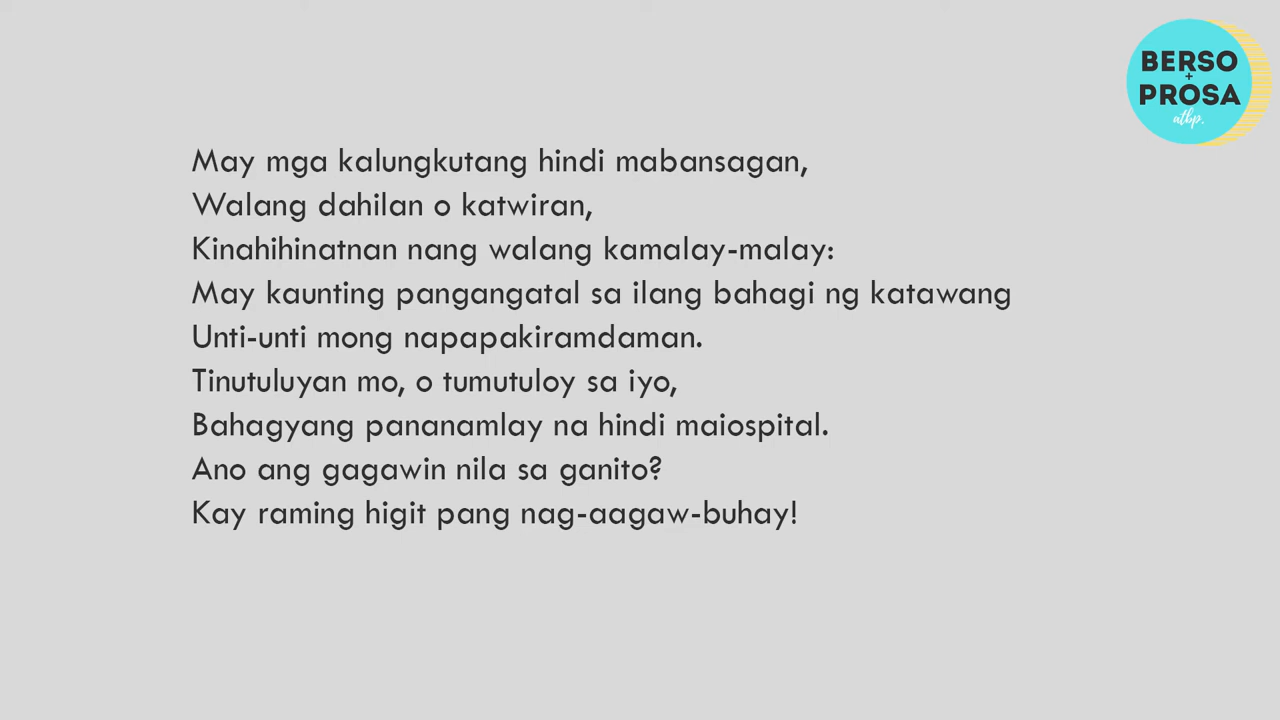 BERSO
+
PROSA
atbp.
May mga kalungkutang hindi mabansagan,
Walang dahilan o katwiran,
Kinahihinatnan nang walang kamalay-malay:
May kaunting pangangatal sa ilang bahagi ng katawang
Unti-unti mong napapakiramdaman.
Tinutuluyan mo, o tumutuloy sa iyo,
Bahagyang pananamlay na hindi maiospital.
Ano ang gagawin nila sa ganito?
Kay raming higit pang nag-aagaw-buhay!